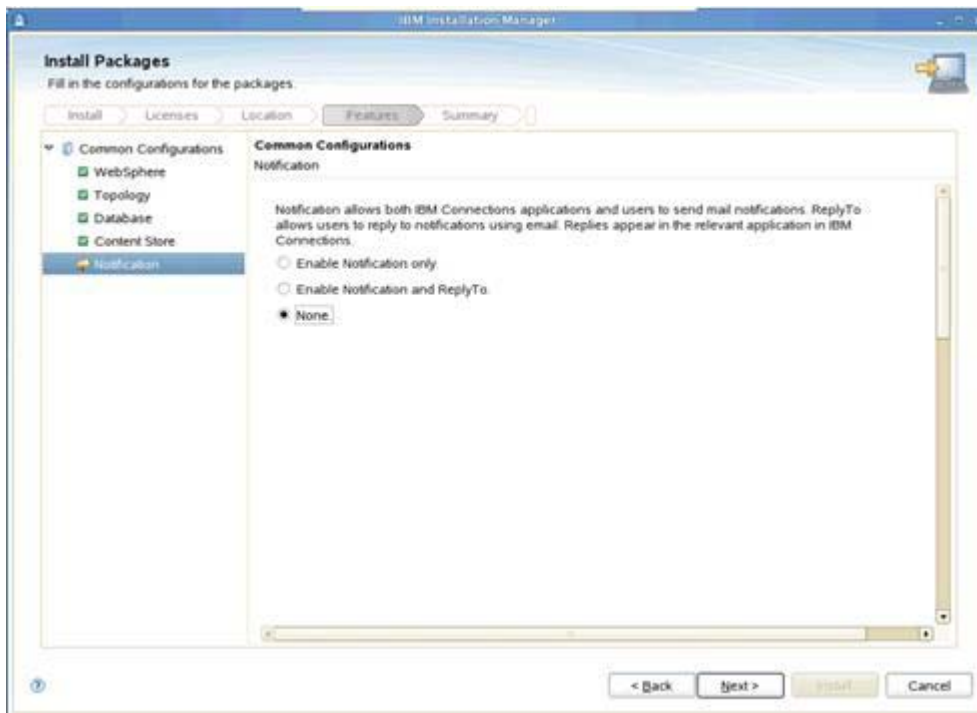 IBM Installation Manager
Install Packages
Fill in the configurations for the packages.
Install Licenses Location Features Summary
Common Configurations
WebSphere
Topology
Database
Content Store
Notification
Common Configurations
Notification
Notification allows both IBM Connections applications and users to send mail notifications. ReplyTo
allows users to reply to notifications using email. Replies appear in the relevant application in IBM
Connections.
Enable Notification only.
Enable Notification and ReplyTo.
None.
< Back Next > Install Cancel